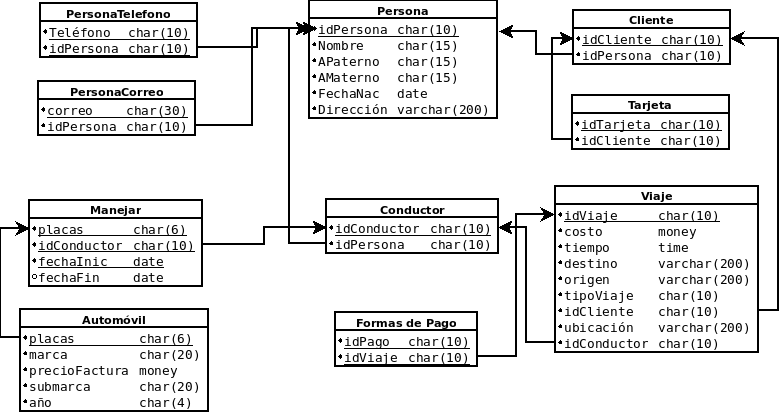 PersonaTelefono
Teléfono char(10)
idPersona char(10)
Persona
idPersona char(10)
Nombre char(15)
APaterno char(15)
AMaterno char(15)
FechaNac date
Dirección varchar(200)
Cliente
idCliente char(10)
idPersona char(10)
PersonaCorreo
correo char(30)
idPersona char(10)
Tarjeta
idTarjeta char(10)
idCliente char(10)
Manejar
placas char(6)
idConductor char(10)
fechaInic date
fechaFin date
Conductor
idConductor char(10)
idPersona char(10)
Viaje
idViaje char(10)
costo money
tiempo time
destino varchar(200)
origen varchar(200)
tipoViaje char(10)
idCliente char(10)
ubicación varchar(200)
idConductor char(10)
Automóvil
placas char(6)
marca char(20)
precioFactura money
submarca char(20)
año char(4)
Formas de Pago
idPago char(10)
idViaje char(10)